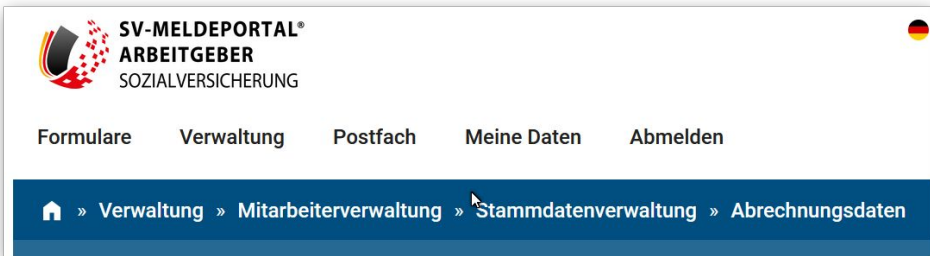 SV-MELDEPORTAL®
ARBEITGEBER
SOZIALVERSICHERUNG
Formulare Verwaltung Postfach Meine Daten Abmelden
» Verwaltung » Mitarbeiterverwaltung » Stammdatenverwaltung » Abrechnungsdaten